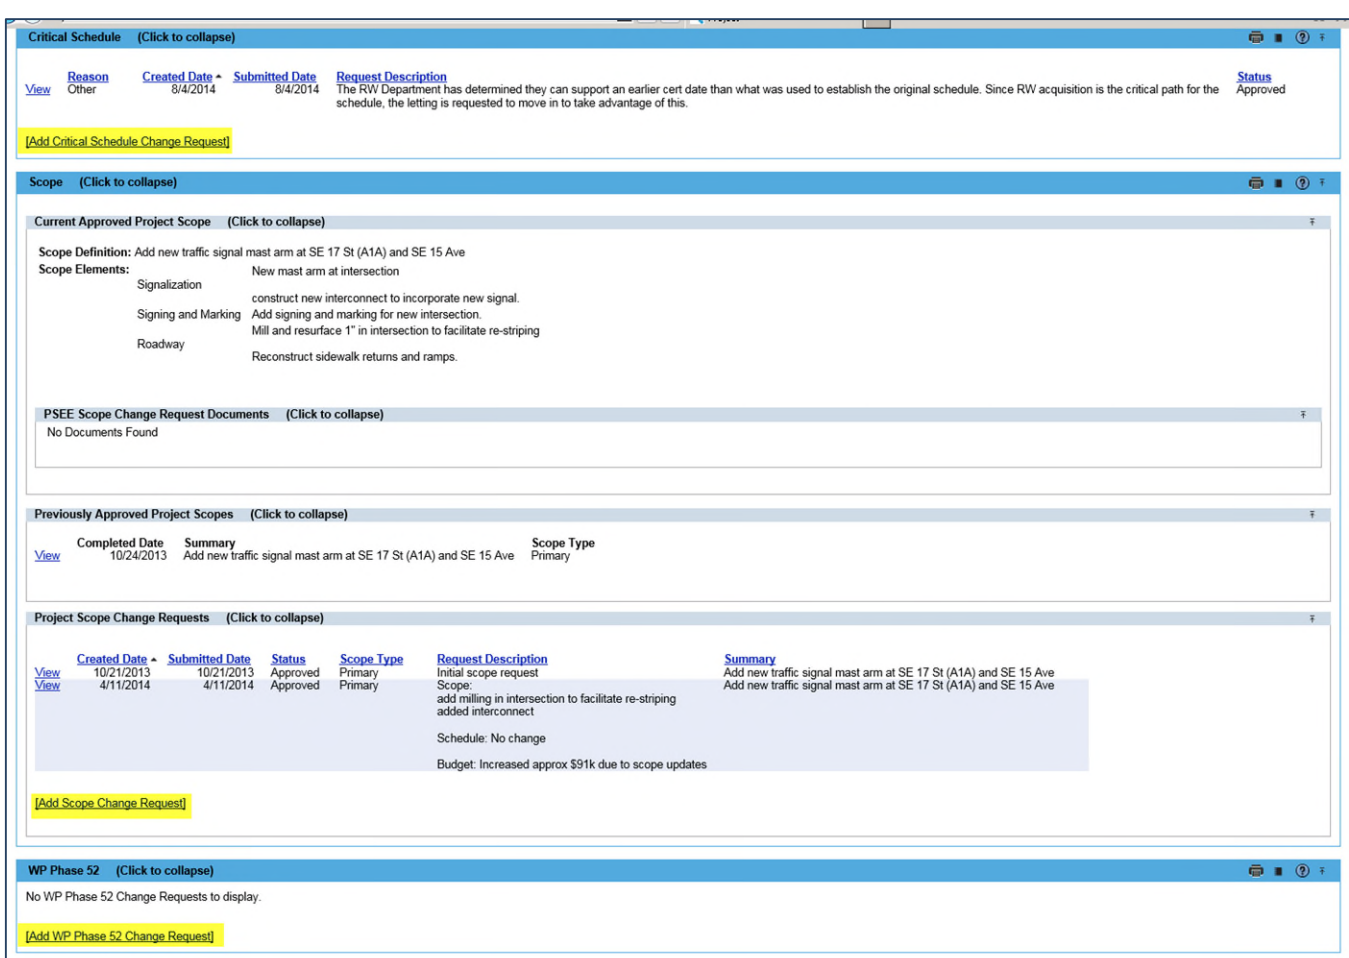 Critical Schedule (Click to collapse)
Reason Created Date Submitted Date Request Description Status
View Other 8/4/2014 8/4/2014 The RW Department has determined they can support an earlier cert date than what was used to establish the original schedule. Since RW acquisition is the critical path for the Approved
schedule, the letting is requested to move in to take advantage of this.
[Add Critical Schedule Change Request]
Scope (Click to collapse)
Current Approved Project Scope (Click to collapse)
Scope Definition: Add new traffic signal mast arm at SE 17 St (A1A) and SE 15 Ave
Scope Elements: New mast arm at intersection
Signalization
construct new interconnect to incorporate new signal.
Signing and Marking Add signing and marking for new intersection.
Mill and resurface 1" in intersection to facilitate re-striping
Roadway
Reconstruct sidewalk returns and ramps.
PSEE Scope Change Request Documents (Click to collapse)
No Documents Found
Previously Approved Project Scopes (Click to collapse)
Completed Date Summary Scope Type
View 10/24/2013 Add new traffic signal mast arm at SE 17 St (A1A) and SE 15 Ave Primary
Project Scope Change Requests (Click to collapse)
Created Date Submitted Date Status Scope Type Request Description Summary
View 10/21/2013 10/21/2013 Approved Primary Initial scope request Add new traffic signal mast arm at SE 17 St (A1A) and SE 15 Ave
View 4/11/2014 4/11/2014 Approved Primary Scope: Add new traffic signal mast arm at SE 17 St (A1A) and SE 15 Ave
add milling in intersection to facilitate re-striping
added interconnect
Schedule: No change
Budget: Increased approx $91k due to scope updates
[Add Scope Change Request]
WP Phase 52 (Click to collapse)
No WP Phase 52 Change Requests to display.
[Add WP Phase 52 Change Request]